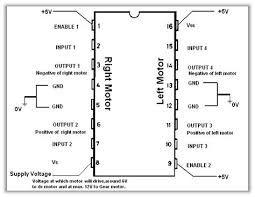 +5V
+5V
ENABLE 1
1
16
Vss
INPUT 1
2
15
INPUT 4
OUTPUT 1
3
14
OUTPUT 4
Negative of right motor
Negative of left motor
GND
4
13
GND
0V
0V
GND
5
12
GND
OUTPUT 2
6
11
OUTPUT 3
Positive of right motor
Positive of left motor
INPUT 2
7
10
INPUT 3
Vs
8
9
ENABLE 2
Right Motor
Left Motor
Supply Voltage
+5V
Voltage at which motor will drive,around 6V
to dc motor and at max. 12V to Gear motor.